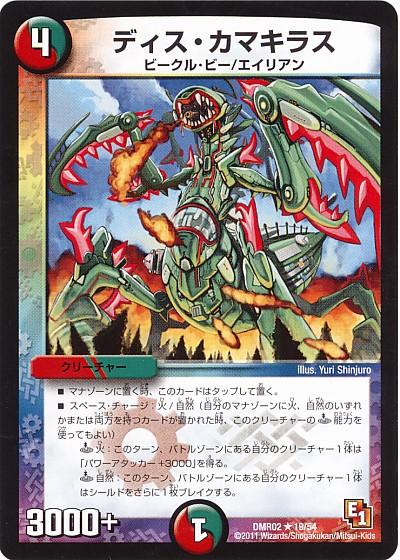 4
ディス・カマキラス
ビークル・ビー/エイリアン
illus. Yuri Shinjuro
クリーチャー
■ マナゾーンに置く時、このカードはタップして置く。
■ スペース・チャージ：火／自然（自分のマナゾーンに火、自然のいずれ
かまたは両方を持つカードが置かれた時、このクリーチャーの 能力を
使ってもよい）
火：このターン、バトルゾーンにある自分のクリーチャー1体は
「パワーアタッカー +3000」を得る。
自然：このターン、バトルゾーンにある自分のクリーチャー1体
はシールドをさらに1枚ブレイクする。
3000+
1
DMR02 ★ 19/54
©2011 Wizards/Shogakukan/Mitsui-Kids
E1